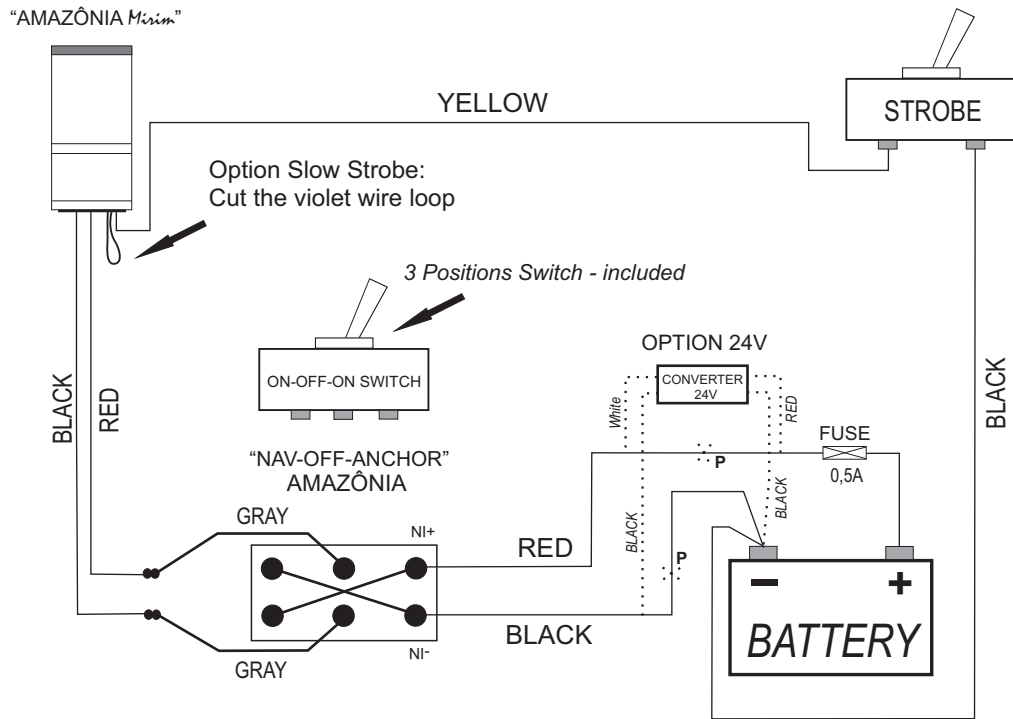 "AMAZÔNIA Mirim"
YELLOW
STROBE
Option Slow Strobe:
Cut the violet wire loop
3 Positions Switch - included
ON-OFF-ON SWITCH
OPTION 24V
CONVERTER
24V
White
RED
BLACK
RED
BLACK
FUSE
0,5A
"NAV-OFF-ANCHOR"
AMAZÔNIA
P
GRAY
NI+
RED
BLACK
BLACK
P
BLACK
NI-
GRAY
− +
BATTERY